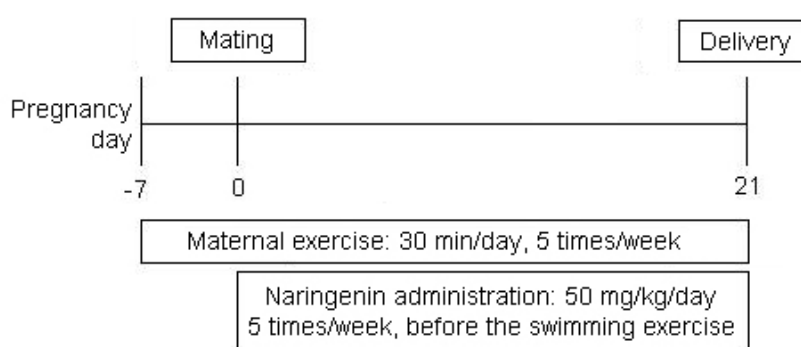 Mating
Delivery
Pregnancy
day
-7
0
21
Maternal exercise: 30 min/day, 5 times/week
Naringenin administration: 50 mg/kg/day
5 times/week, before the swimming exercise